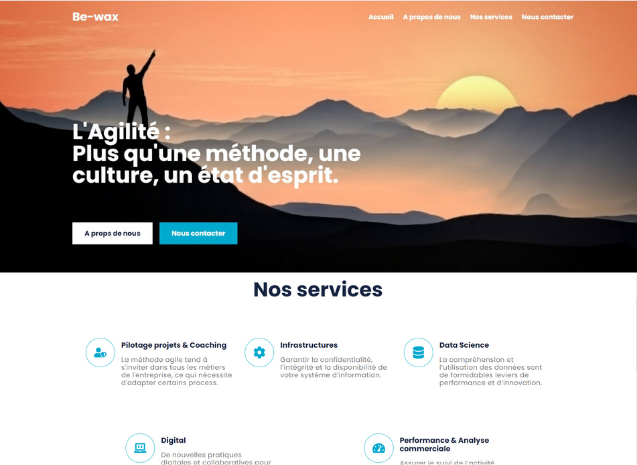 Be-wax
Accueil A propos de nous Nos services Nous contacter
L'Agilité :
Plus qu'une méthode, une
culture, un état d'esprit.
A props de nous Nous contacter
Nos services
Pilotage projets & Coaching
La méthode agile tend à
s'inviter dans tous les métiers
de l'entreprise, ce qui nécessite
d'adapter certains process.
Infrastructures
Garantir la confidentialité,
l'intégrité et la disponibilité de
votre système d'information.
Data Science
La compréhension et
l'utilisation des données sont
de formidables leviers de
performance et d'innovation.
Digital
De nouvelles pratiques
digitales et collaboratives pour
Performance & Analyse
commerciale
Assurer le suivi de l'activité